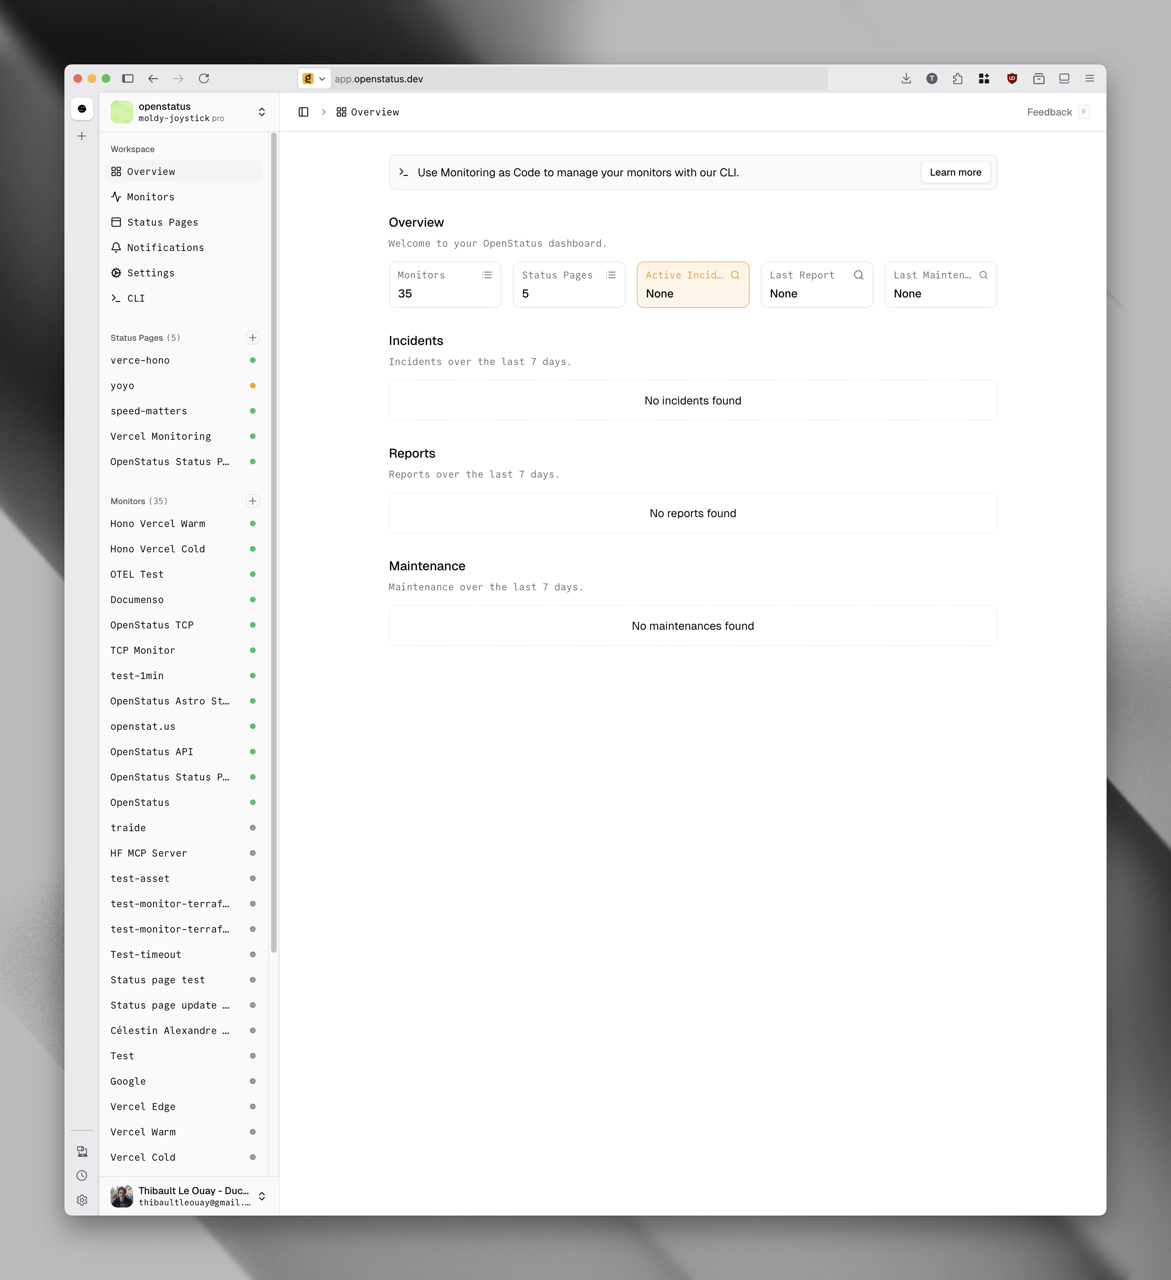 app.openstatus.dev
T
openstatus
moldy-joystick pro
Overview
Feedback F
Workspace
Overview
Monitors
Status Pages
Notifications
Settings
CLI
Status Pages (5)
verce-hono
yoyo
speed-matters
Vercel Monitoring
OpenStatus Status P…
Monitors (35)
Hono Vercel Warm
Hono Vercel Cold
OTEL Test
Documenso
OpenStatus TCP
TCP Monitor
test-1min
OpenStatus Astro St…
openstat.us
OpenStatus API
OpenStatus Status P…
OpenStatus
traide
HF MCP Server
test-asset
test-monitor-terraf…
test-monitor-terraf…
Test-timeout
Status page test
Status page update …
Célestin Alexandre …
Test
Google
Vercel Edge
Vercel Warm
Vercel Cold
Thibault Le Ouay - Duc…
thibaultleouay@gmail.…
Use Monitoring as Code to manage your monitors with our CLI.
Learn more
Overview
Welcome to your OpenStatus dashboard.
Monitors
35
Status Pages
5
Active Incid…
None
Last Report
None
Last Mainten…
None
Incidents
Incidents over the last 7 days.
No incidents found
Reports
Reports over the last 7 days.
No reports found
Maintenance
Maintenance over the last 7 days.
No maintenances found